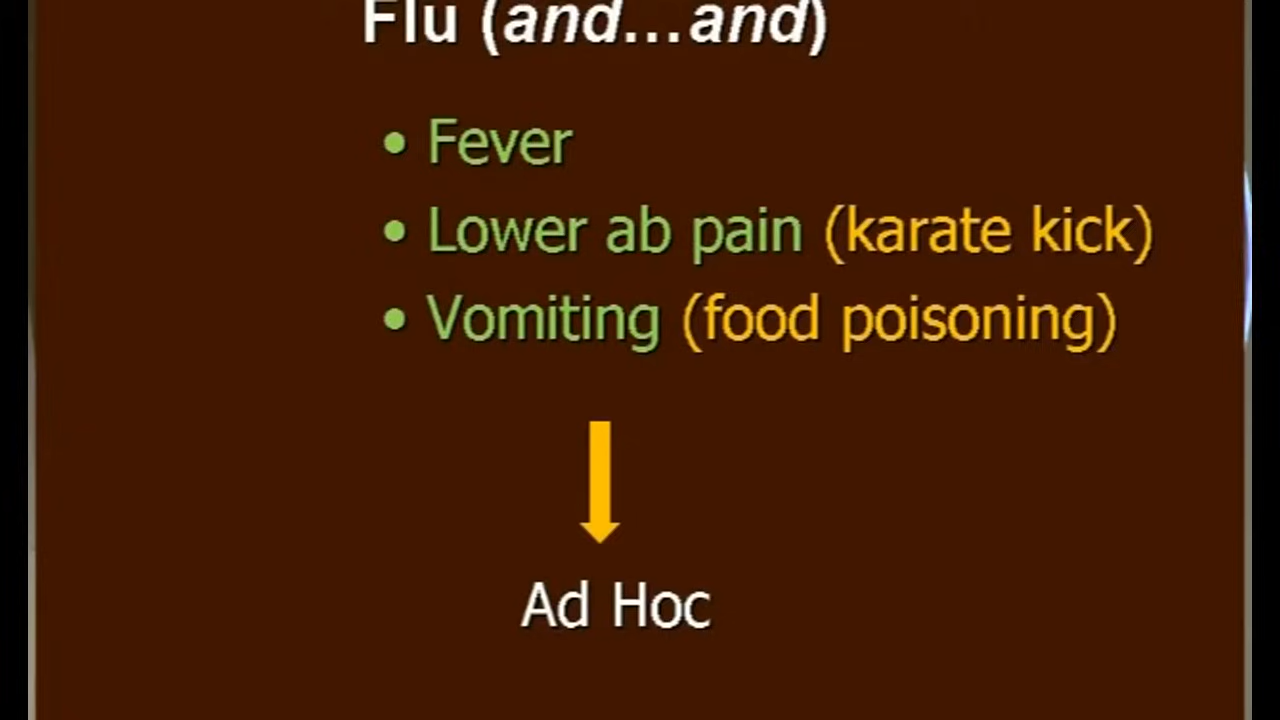 Flu (and...and)
• Fever
• Lower ab pain (karate kick)
• Vomiting (food poisoning)
Ad Hoc